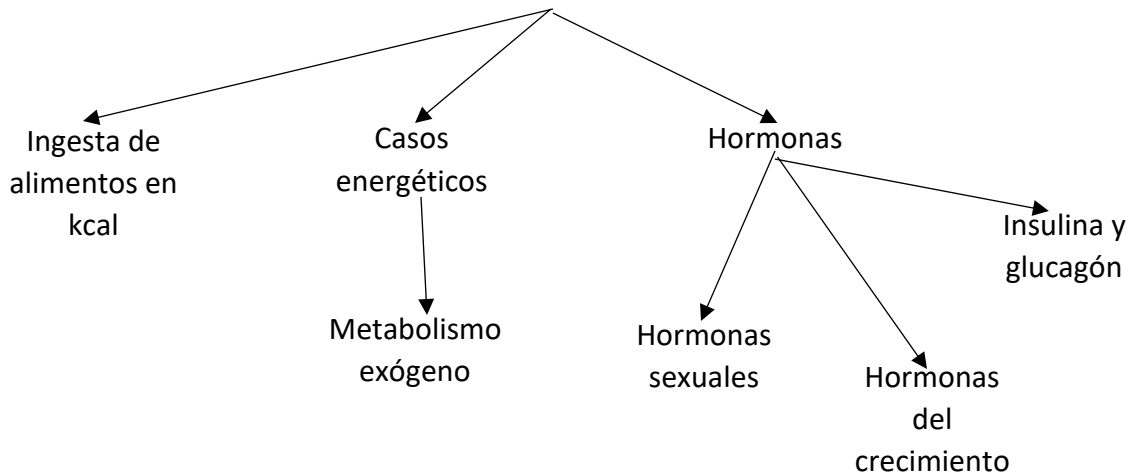 Ingesta de
alimentos en
kcal
Casos
energéticos
Hormonas
Insulina y
glucagón
Metabolismo
exógeno
Hormonas
sexuales
Hormonas
del
crecimiento